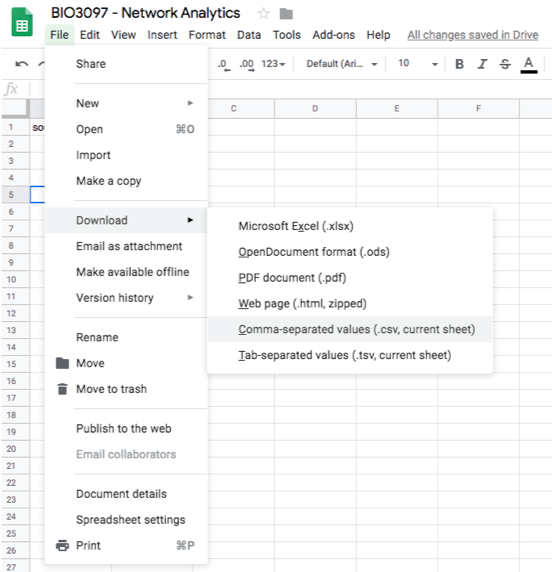 BIO3097 - Network Analytics
File Edit View Insert Format Data Tools Add-ons Help All changes saved in Drive
.0 .00 123 Default (Ari... 10 B I S A
fx
C D E F
1 sou
2
3
4
5
6
7
8
9
10
11
12
13
14
15
16
17
18
19
20
21
22
23
24
25
26
27
Share
New
Open ⌘O
Import
Make a copy
Download
Email as attachment
Make available offline
Version history
Rename
Move
Move to trash
Publish to the web
Email collaborators
Document details
Spreadsheet settings
Print ⌘P
Microsoft Excel (.xlsx)
OpenDocument format (.ods)
PDF document (.pdf)
Web page (.html, zipped)
Comma-separated values (.csv, current sheet)
Tab-separated values (.tsv, current sheet)